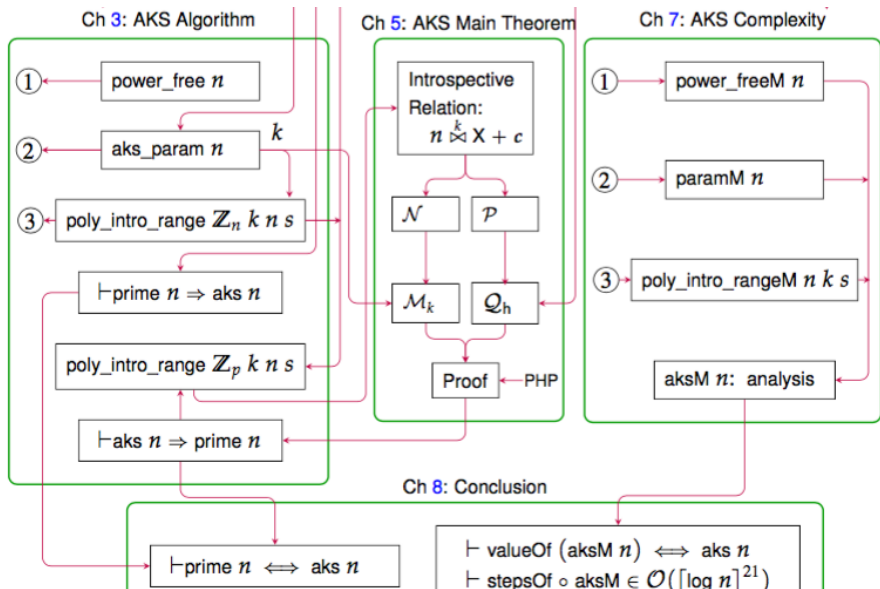 Ch 3: AKS Algorithm
1
power_free n
2
aks_param n
k
3
poly_intro_range ℤₙ k n s
⊢prime n ⇒ aks n
poly_intro_range ℤₚ k n s
⊢aks n ⇒ prime n
Ch 5: AKS Main Theorem
Introspective
Relation:
n ⋈ᵏ X + c
𝒩
𝒫
ℳₖ
𝒬ₕ
Proof
PHP
Ch 7: AKS Complexity
1
power_freeM n
2
paramM n
3
poly_intro_rangeM n k s
aksM n: analysis
Ch 8: Conclusion
⊢prime n ⟺ aks n
⊢ valueOf (aksM n) ⟺ aks n
⊢ stepsOf ∘ aksM ∈ 𝒪(⌈log n⌉²¹)